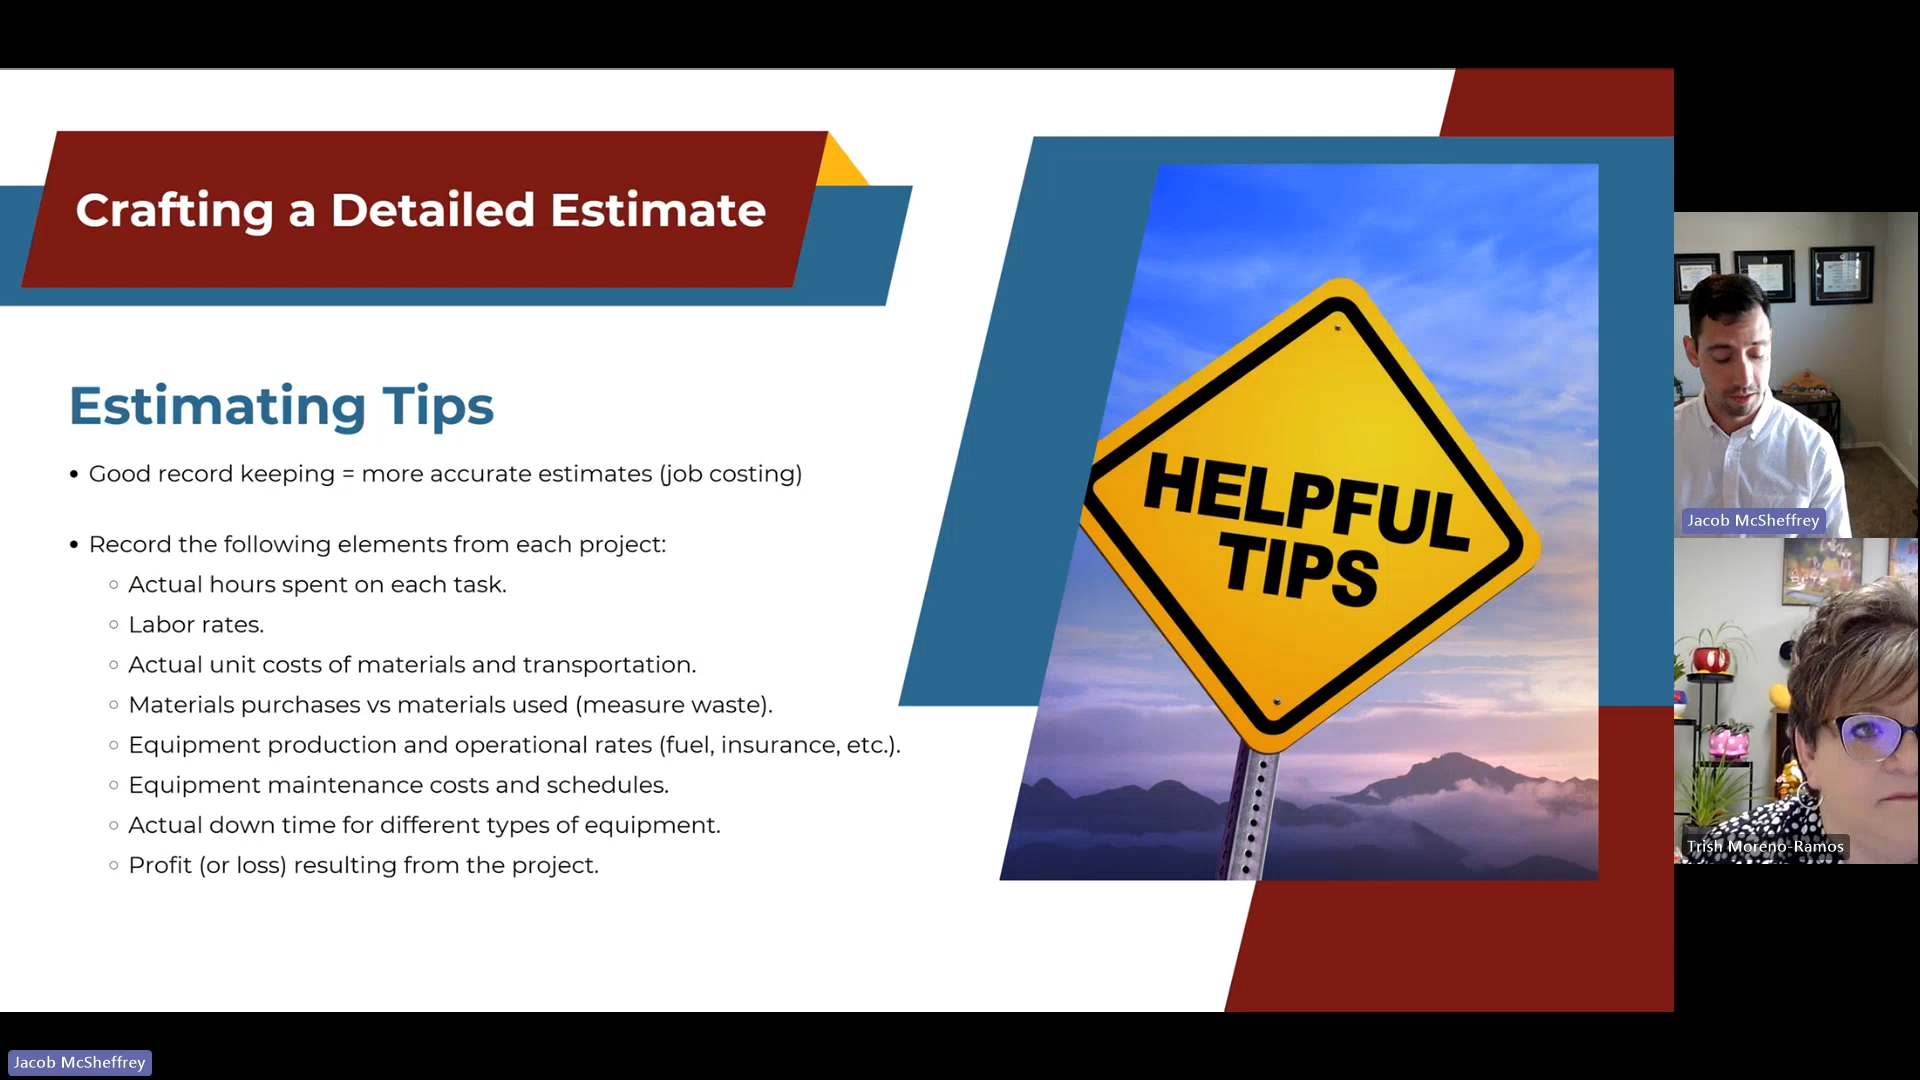 Crafting a Detailed Estimate
Estimating Tips
• Good record keeping = more accurate estimates (job costing)
• Record the following elements from each project:
○ Actual hours spent on each task.
○ Labor rates.
○ Actual unit costs of materials and transportation.
○ Materials purchases vs materials used (measure waste).
○ Equipment production and operational rates (fuel, insurance, etc.).
○ Equipment maintenance costs and schedules.
○ Actual down time for different types of equipment.
○ Profit (or loss) resulting from the project.
HELPFUL
TIPS
Jacob McSheffrey
Trish Moreno-Ramos
Jacob McSheffrey